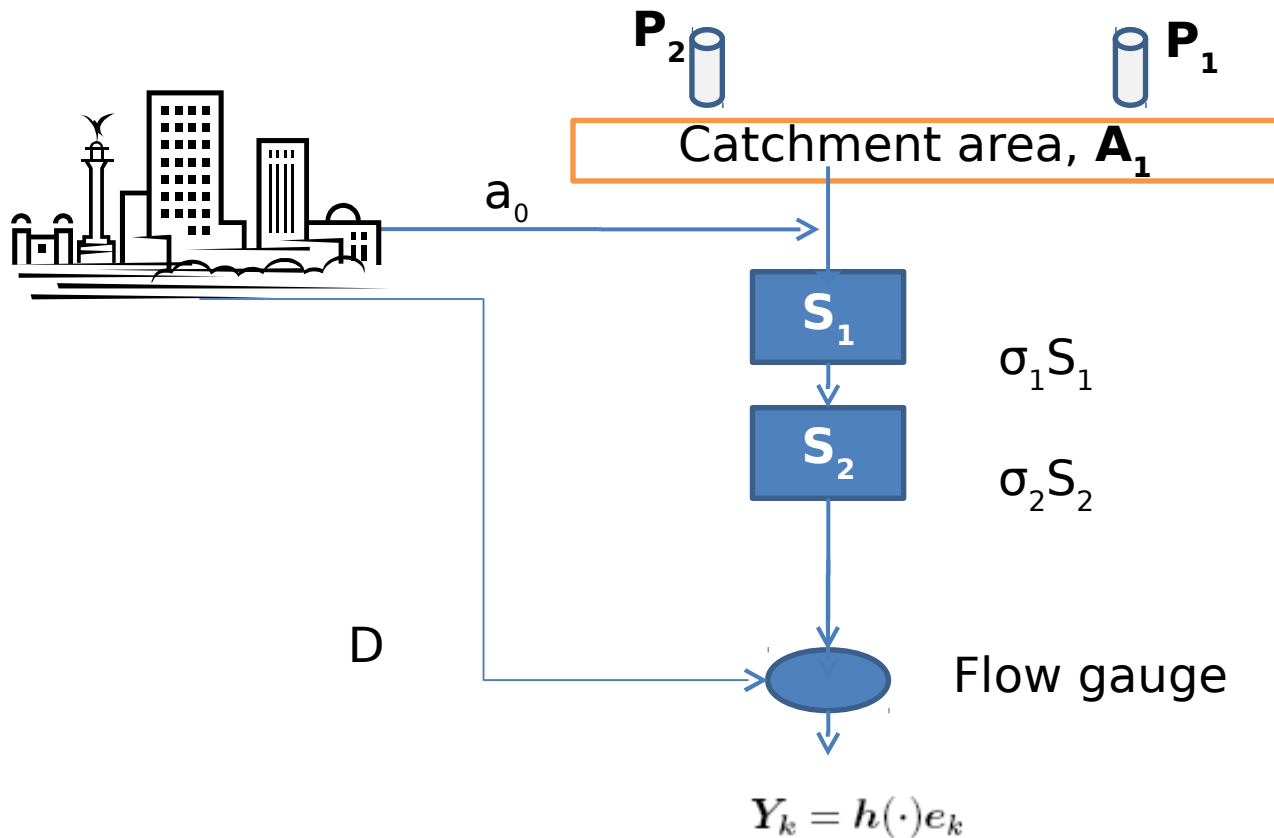 P₂
P₁
Catchment area, A₁
a₀
S₁
σ₁S₁
S₂
σ₂S₂
D
Flow gauge
Yₖ = h(·)eₖ